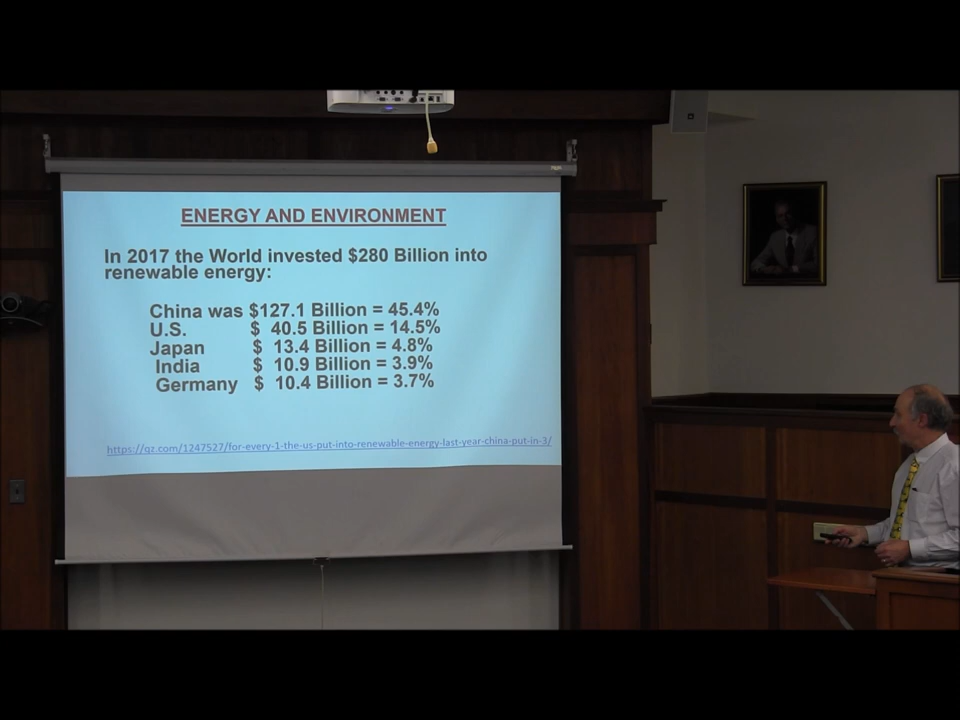 ENERGY AND ENVIRONMENT
In 2017 the World invested $280 Billion into
renewable energy:
China was $127.1 Billion = 45.4%
U.S. $ 40.5 Billion = 14.5%
Japan $ 13.4 Billion = 4.8%
India $ 10.9 Billion = 3.9%
Germany $ 10.4 Billion = 3.7%
https://qz.com/1247527/for-every-1-the-us-put-into-renewable-energy-last-year-china-put-in-3/